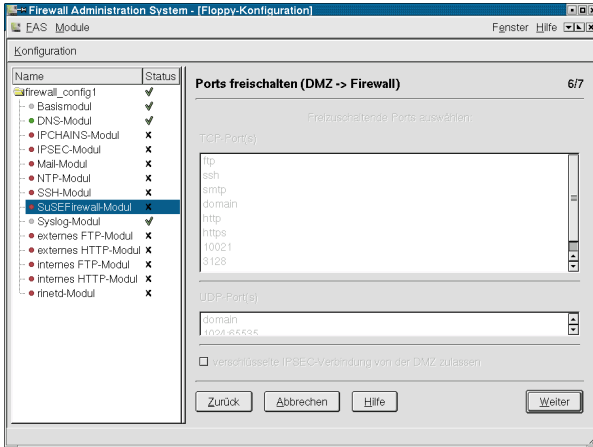 Firewall Administration System - [Floppy-Konfiguration]
FAS Module Fenster Hilfe
Konfiguration
Name Status
firewall_config1
Basismodul
DNS-Modul
IPCHAINS-Modul
IPSEC-Modul
Mail-Modul
NTP-Modul
SSH-Modul
SuSEFirewall-Modul
Syslog-Modul
externes FTP-Modul
externes HTTP-Modul
internes FTP-Modul
internes HTTP-Modul
rinetd-Modul
Ports freischalten (DMZ -> Firewall) 6/7
Freizuschaltende Ports auswählen:
TCP-Port(s)
ftp
ssh
smtp
domain
http
https
10021
3128
UDP-Port(s)
domain
1024:65535
verschlüsselte IPSEC-Verbindung von der DMZ zulassen
Zurück Abbrechen Hilfe Weiter